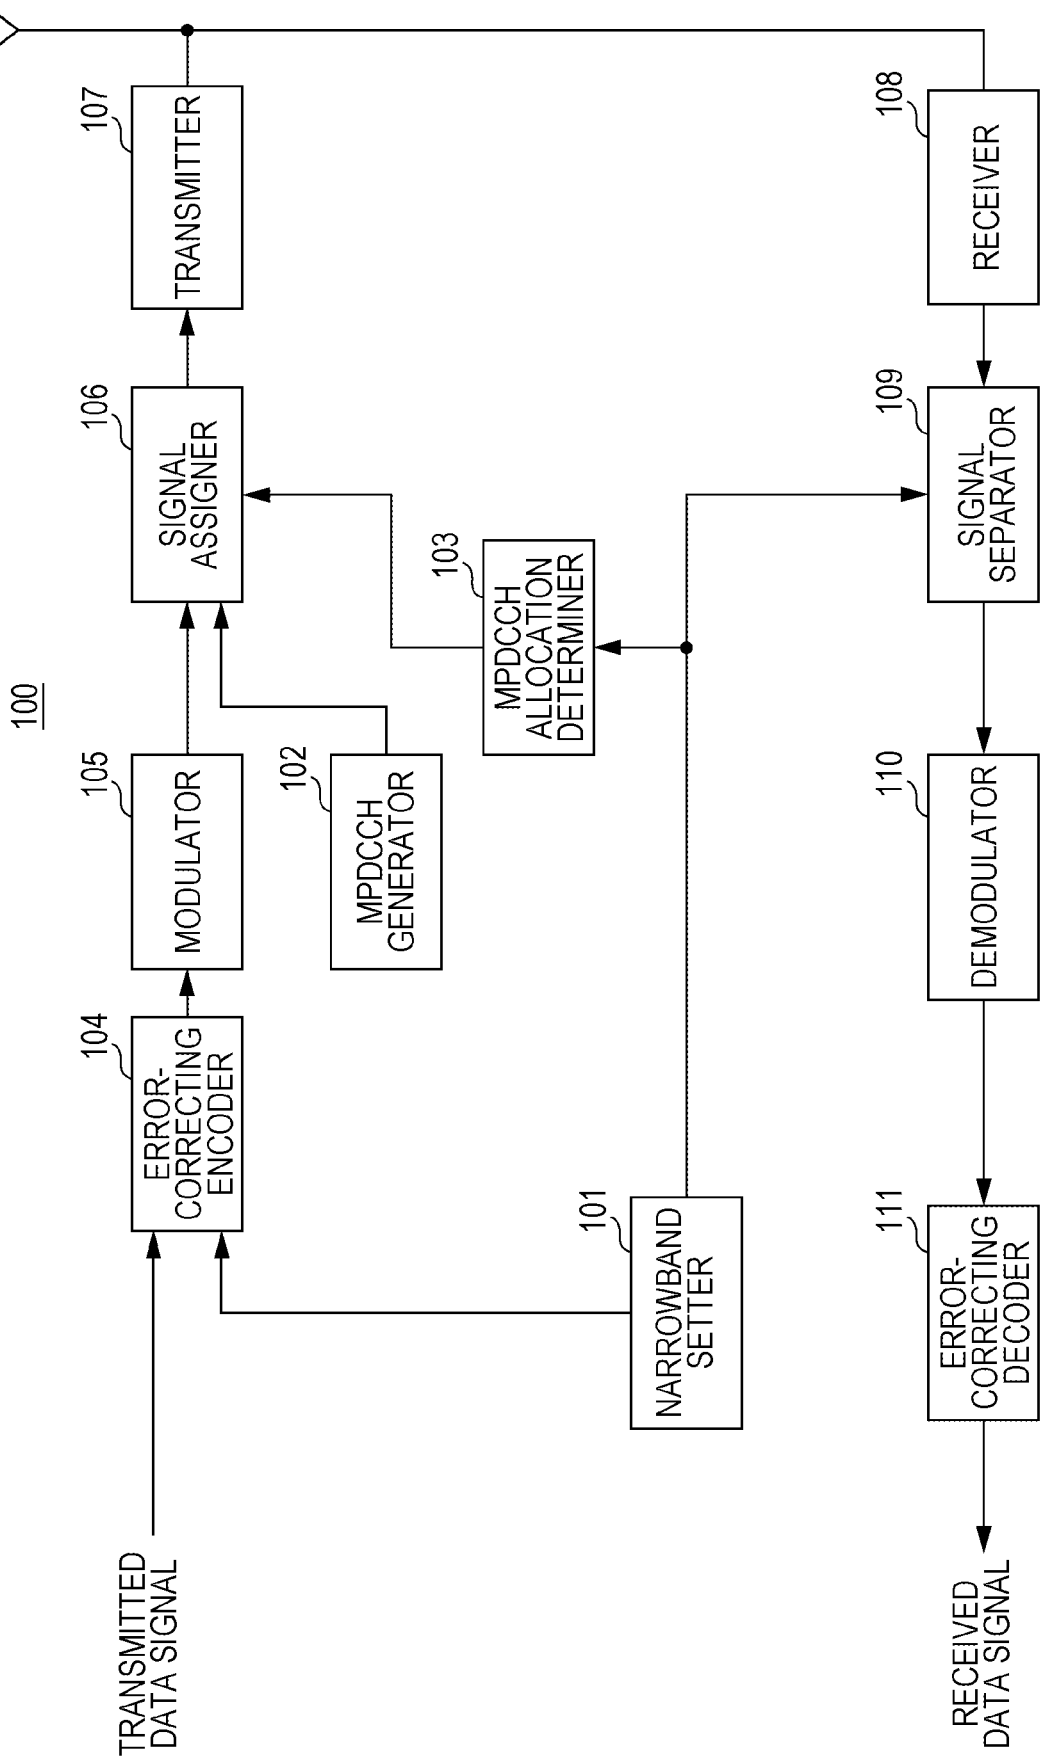 100
TRANSMITTED
DATA SIGNAL
104
ERROR-
CORRECTING
ENCODER
105
MODULATOR
106
SIGNAL
ASSIGNER
107
TRANSMITTER
102
MPDCCH
GENERATOR
103
MPDCCH
ALLOCATION
DETERMINER
101
NARROWBAND
SETTER
RECEIVED
DATA SIGNAL
111
ERROR-
CORRECTING
DECODER
110
DEMODULATOR
109
SIGNAL
SEPARATOR
108
RECEIVER